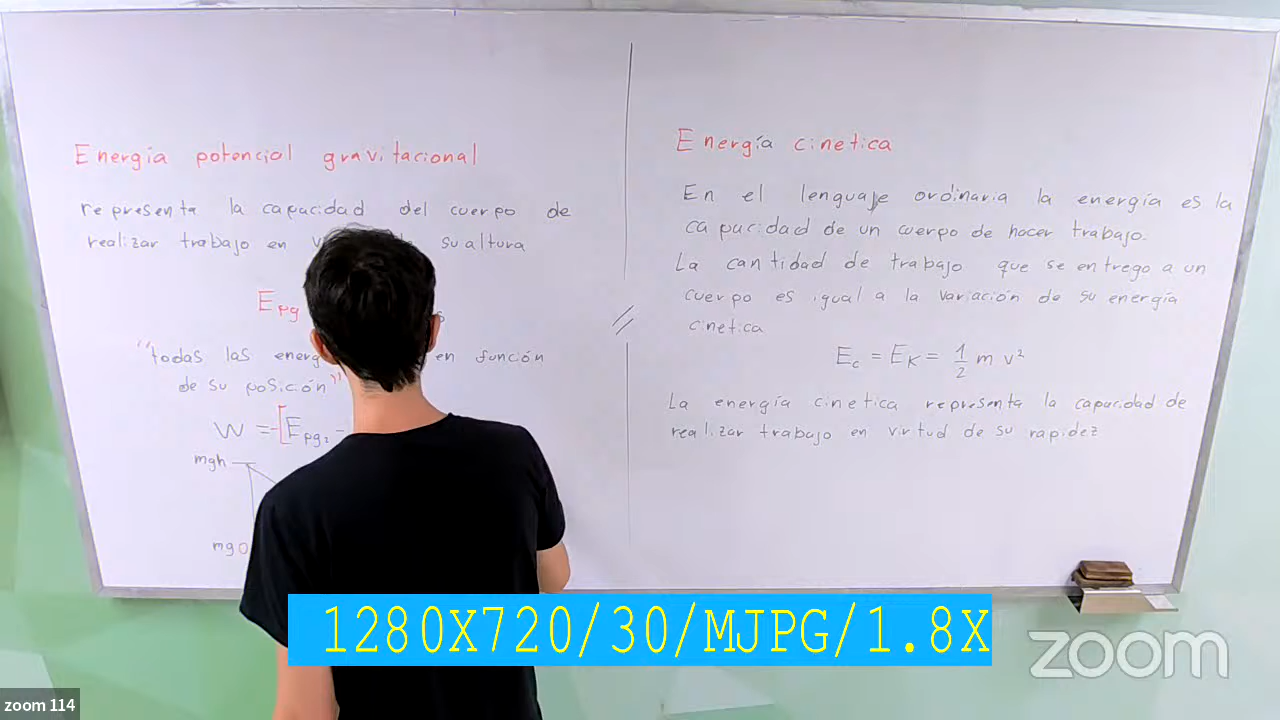 Energía potencial gravitacional
representa la capacidad del cuerpo de
realizar trabajo en su altura
Epg
"todas las en función
de su posición"
W = -[Epg₂ -
mgh
mg0
Energía cinetica
En el lenguaje ordinaria la energía es la
capacidad de un cuerpo de hacer trabajo.
La cantidad de trabajo que se entrego a un
cuerpo es igual a la variación de su energía
cinetica
Ec = EK = 1/2 m v²
La energía cinetica representa la capacidad de
realizar trabajo en virtud de su rapidez
1280X720/30/MJPG/1.8X
zoom
zoom 114